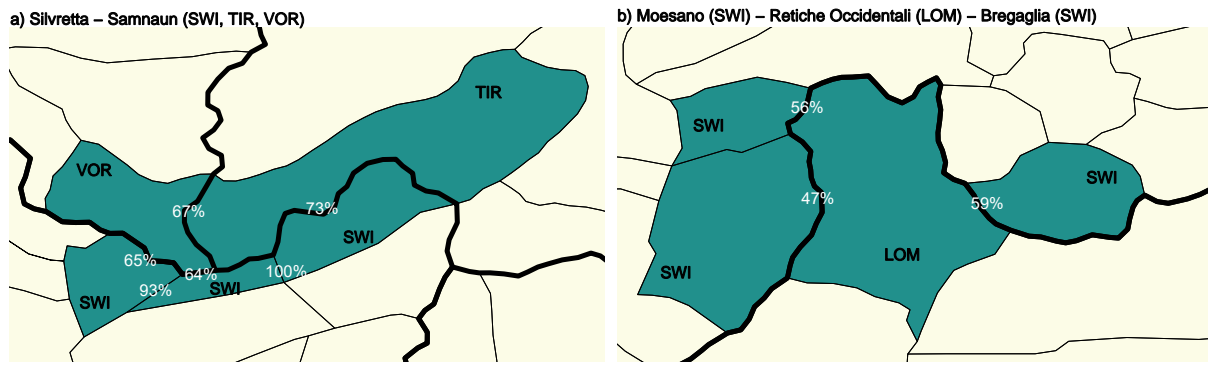 a) Silvretta – Samnaun (SWI, TIR, VOR)
TIR
VOR
67%
73%
SWI
65%
64%
100%
93%
SWI
SWI
b) Moesano (SWI) – Retiche Occidentali (LOM) – Bregaglia (SWI)
56%
SWI
SWI
47%
59%
LOM
SWI